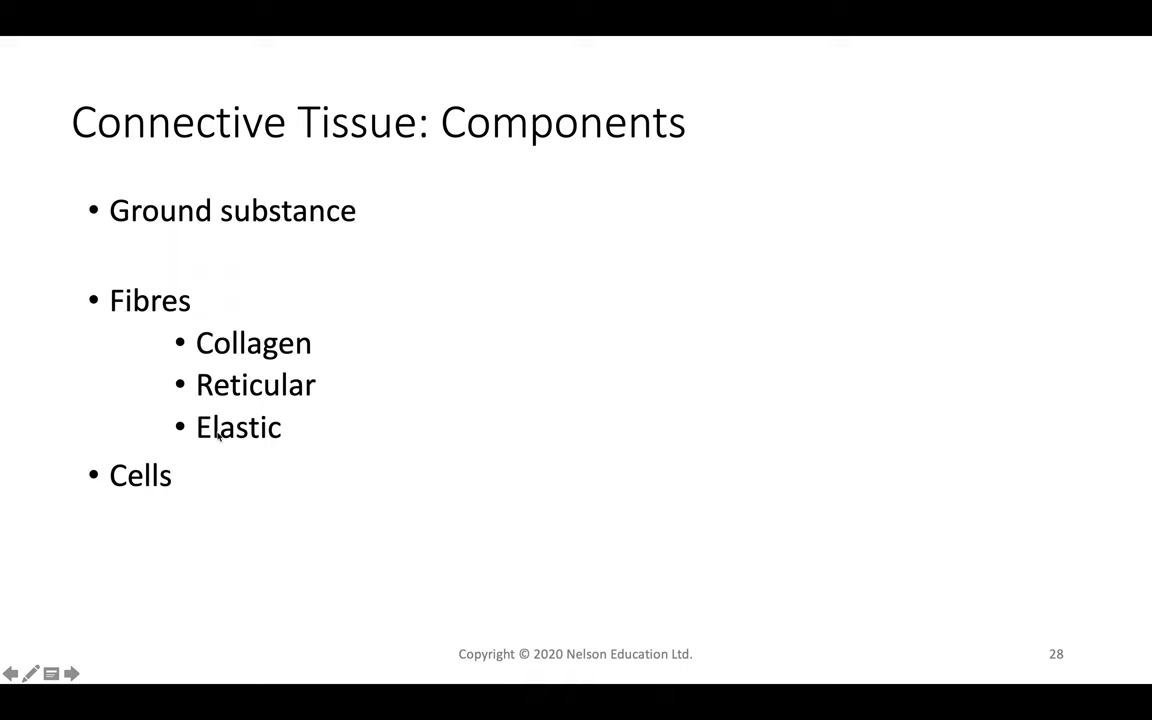 Connective Tissue: Components
• Ground substance
• Fibres
• Collagen
• Reticular
• Elastic
• Cells
Copyright © 2020 Nelson Education Ltd.
28